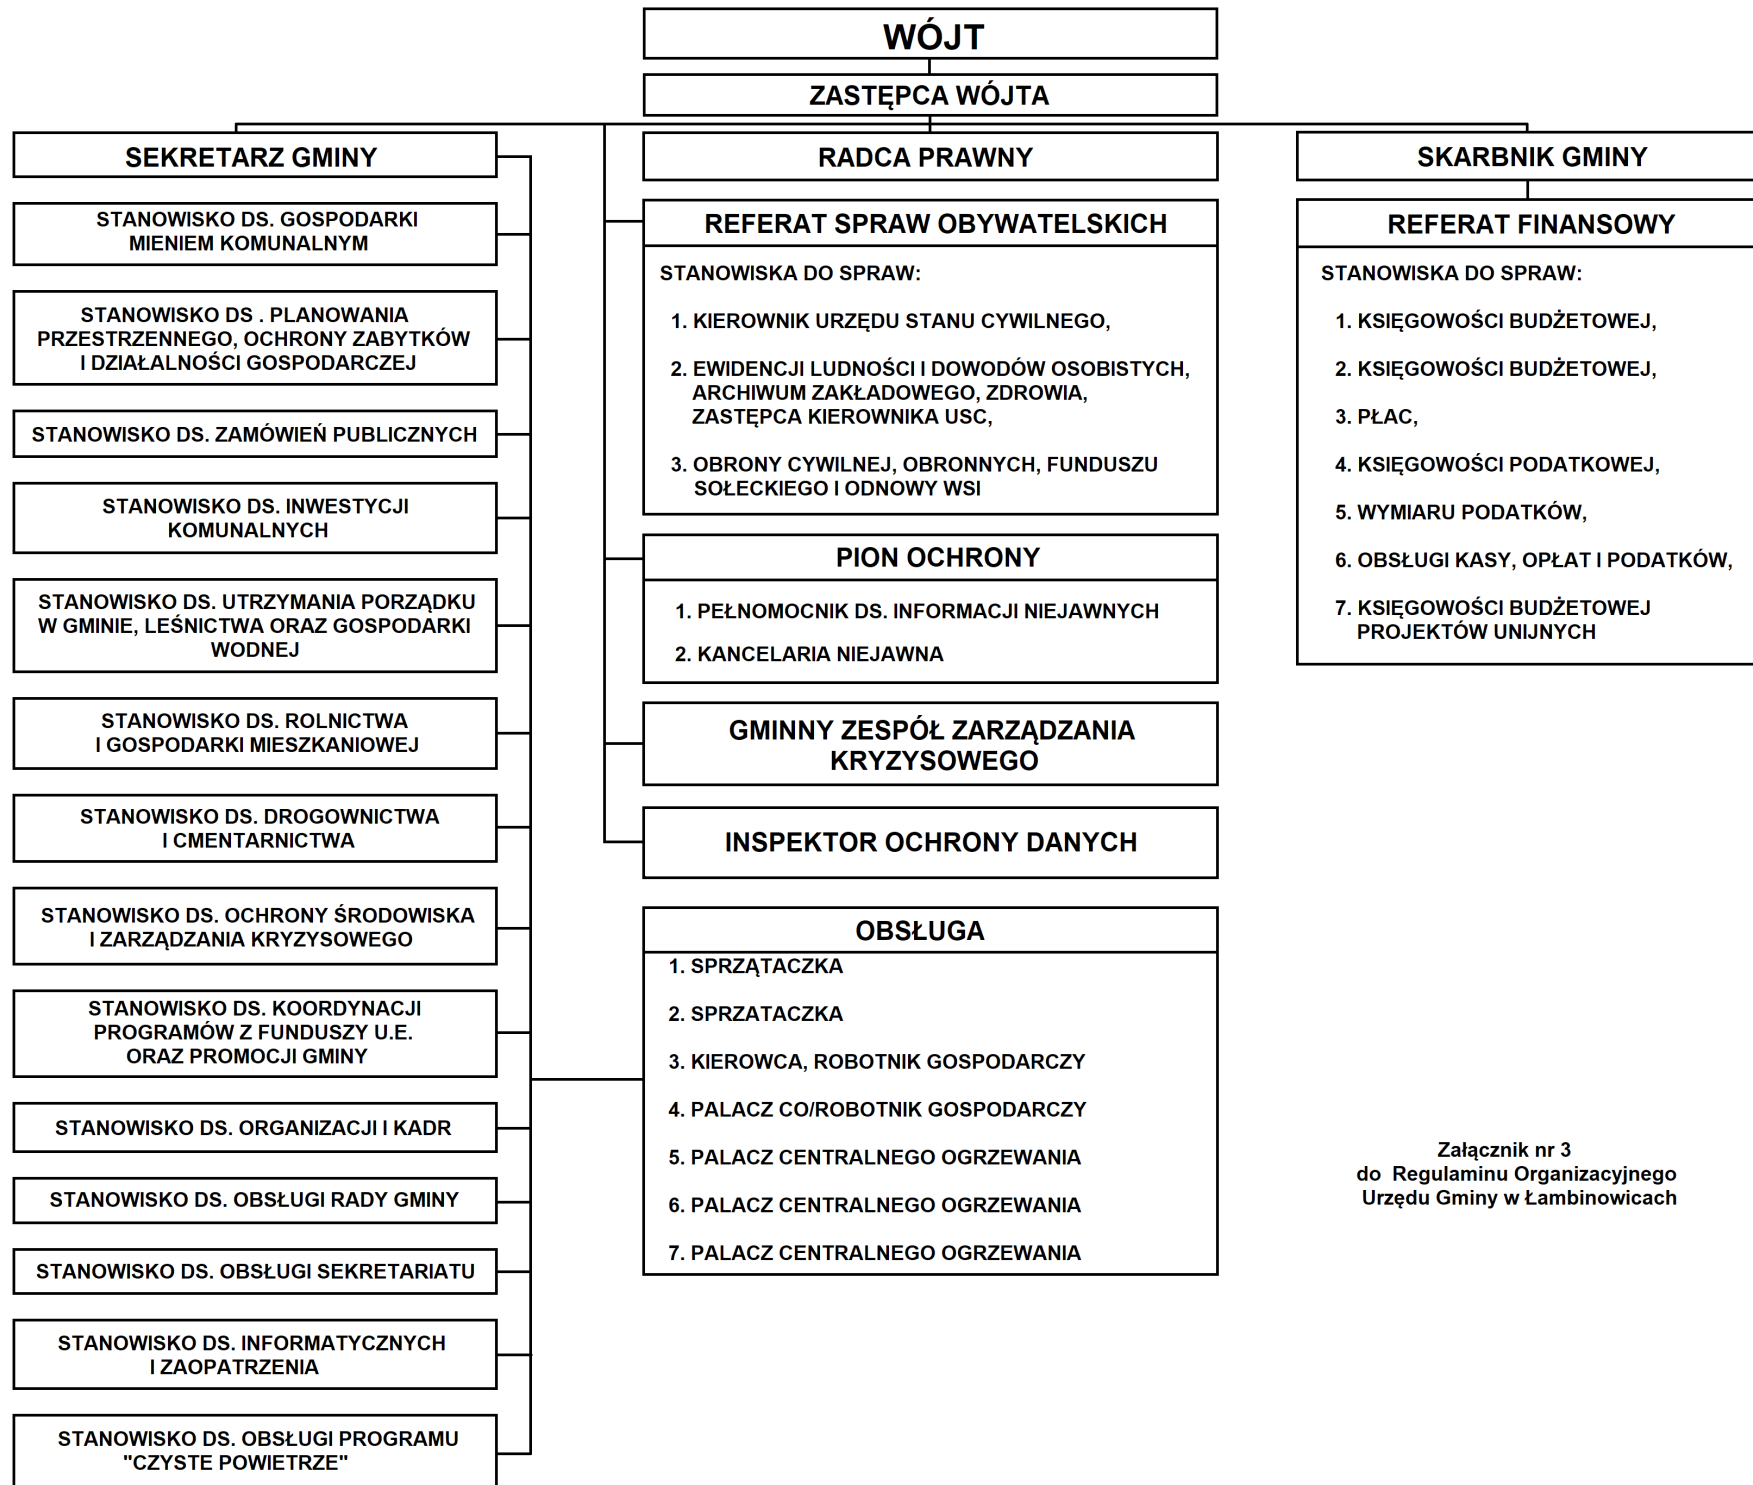 WÓJT
ZASTĘPCA WÓJTA
SEKRETARZ GMINY
STANOWISKO DS. GOSPODARKI
MIENIEM KOMUNALNYM
STANOWISKO DS . PLANOWANIA
PRZESTRZENNEGO, OCHRONY ZABYTKÓW
I DZIAŁALNOŚCI GOSPODARCZEJ
STANOWISKO DS. ZAMÓWIEŃ PUBLICZNYCH
STANOWISKO DS. INWESTYCJI
KOMUNALNYCH
STANOWISKO DS. UTRZYMANIA PORZĄDKU
W GMINIE, LEŚNICTWA ORAZ GOSPODARKI
WODNEJ
STANOWISKO DS. ROLNICTWA
I GOSPODARKI MIESZKANIOWEJ
STANOWISKO DS. DROGOWNICTWA
I CMENTARNICTWA
STANOWISKO DS. OCHRONY ŚRODOWISKA
I ZARZĄDZANIA KRYZYSOWEGO
STANOWISKO DS. KOORDYNACJI
PROGRAMÓW Z FUNDUSZY U.E.
ORAZ PROMOCJI GMINY
STANOWISKO DS. ORGANIZACJI I KADR
STANOWISKO DS. OBSŁUGI RADY GMINY
STANOWISKO DS. OBSŁUGI SEKRETARIATU
STANOWISKO DS. INFORMATYCZNYCH
I ZAOPATRZENIA
STANOWISKO DS. OBSŁUGI PROGRAMU
"CZYSTE POWIETRZE"
RADCA PRAWNY
REFERAT SPRAW OBYWATELSKICH
STANOWISKA DO SPRAW:
1. KIEROWNIK URZĘDU STANU CYWILNEGO,
2. EWIDENCJI LUDNOŚCI I DOWODÓW OSOBISTYCH,
ARCHIWUM ZAKŁADOWEGO, ZDROWIA,
ZASTĘPCA KIEROWNIKA USC,
3. OBRONY CYWILNEJ, OBRONNYCH, FUNDUSZU
SOŁECKIEGO I ODNOWY WSI
PION OCHRONY
1. PEŁNOMOCNIK DS. INFORMACJI NIEJAWNYCH
2. KANCELARIA NIEJAWNA
GMINNY ZESPÓŁ ZARZĄDZANIA
KRYZYSOWEGO
INSPEKTOR OCHRONY DANYCH
OBSŁUGA
1. SPRZĄTACZKA
2. SPRZATACZKA
3. KIEROWCA, ROBOTNIK GOSPODARCZY
4. PALACZ CO/ROBOTNIK GOSPODARCZY
5. PALACZ CENTRALNEGO OGRZEWANIA
6. PALACZ CENTRALNEGO OGRZEWANIA
7. PALACZ CENTRALNEGO OGRZEWANIA
SKARBNIK GMINY
REFERAT FINANSOWY
STANOWISKA DO SPRAW:
1. KSIĘGOWOŚCI BUDŻETOWEJ,
2. KSIĘGOWOŚCI BUDŻETOWEJ,
3. PŁAC,
4. KSIĘGOWOŚCI PODATKOWEJ,
5. WYMIARU PODATKÓW,
6. OBSŁUGI KASY, OPŁAT I PODATKÓW,
7. KSIĘGOWOŚCI BUDŻETOWEJ
PROJEKTÓW UNIJNYCH
Załącznik nr 3
do Regulaminu Organizacyjnego
Urzędu Gminy w Łambinowicach